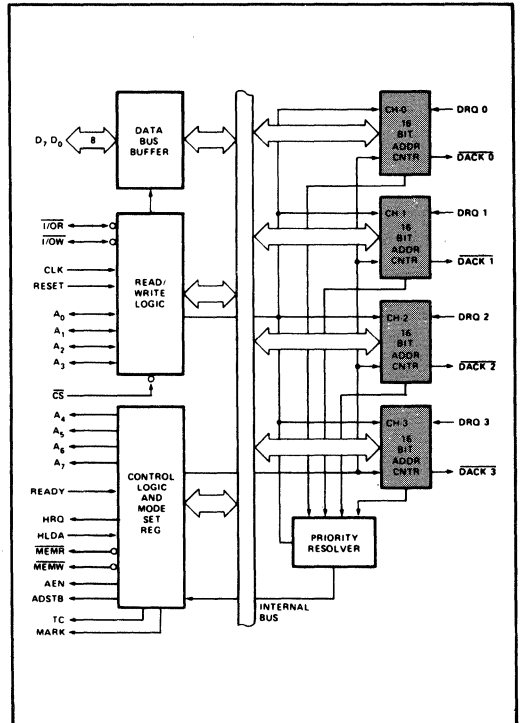 DATA
BUS
BUFFER
D7, D0
8
I/OR
I/OW
CLK
RESET
A0
A1
A2
A3
CS
READ/
WRITE
LOGIC
A4
A5
A6
A7
READY
HRQ
HLDA
MEMR
MEMW
AEN
ADSTB
TC
MARK
CONTROL
LOGIC
AND
MODE
SET
REG
INTERNAL
BUS
CH-0
16
BIT
ADDR
CNTR
DRQ 0
DACK 0
CH-1
16
BIT
ADDR
CNTR
DRQ 1
DACK 1
CH-2
16
BIT
ADDR
CNTR
DRQ 2
DACK 2
CH-3
16
BIT
ADDR
CNTR
DRQ 3
DACK 3
PRIORITY
RESOLVER